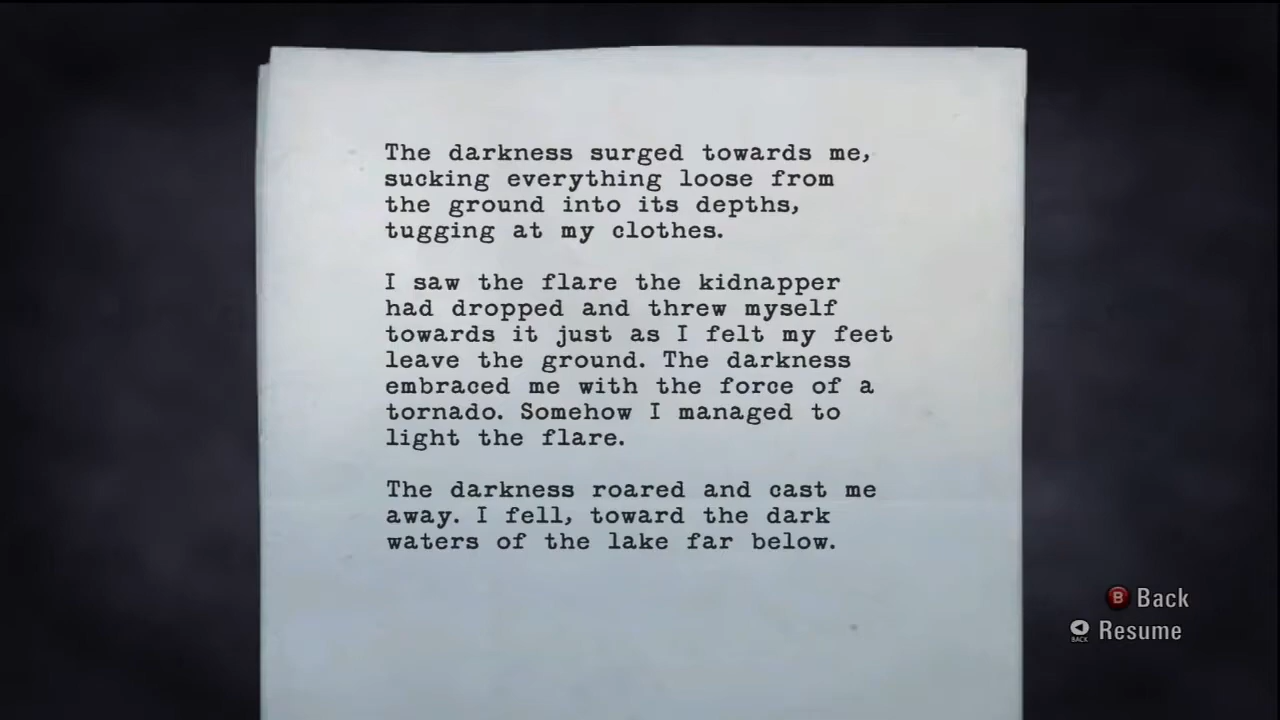 The darkness surged towards me,
sucking everything loose from
the ground into its depths,
tugging at my clothes.
I saw the flare the kidnapper
had dropped and threw myself
towards it just as I felt my feet
leave the ground. The darkness
embraced me with the force of a
tornado. Somehow I managed to
light the flare.
The darkness roared and cast me
away. I fell, toward the dark
waters of the lake far below.
B Back
BACK Resume